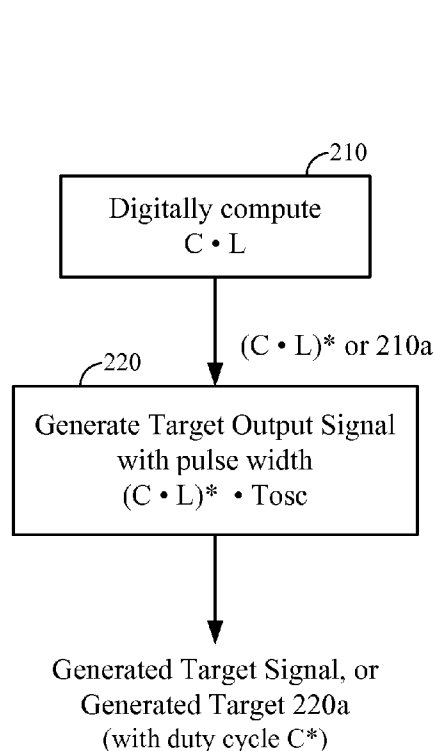 210
Digitally compute
C • L
(C • L)* or 210a
220
Generate Target Output Signal
with pulse width
(C • L)* • Tosc
Generated Target Signal, or
Generated Target 220a
(with duty cycle C*)